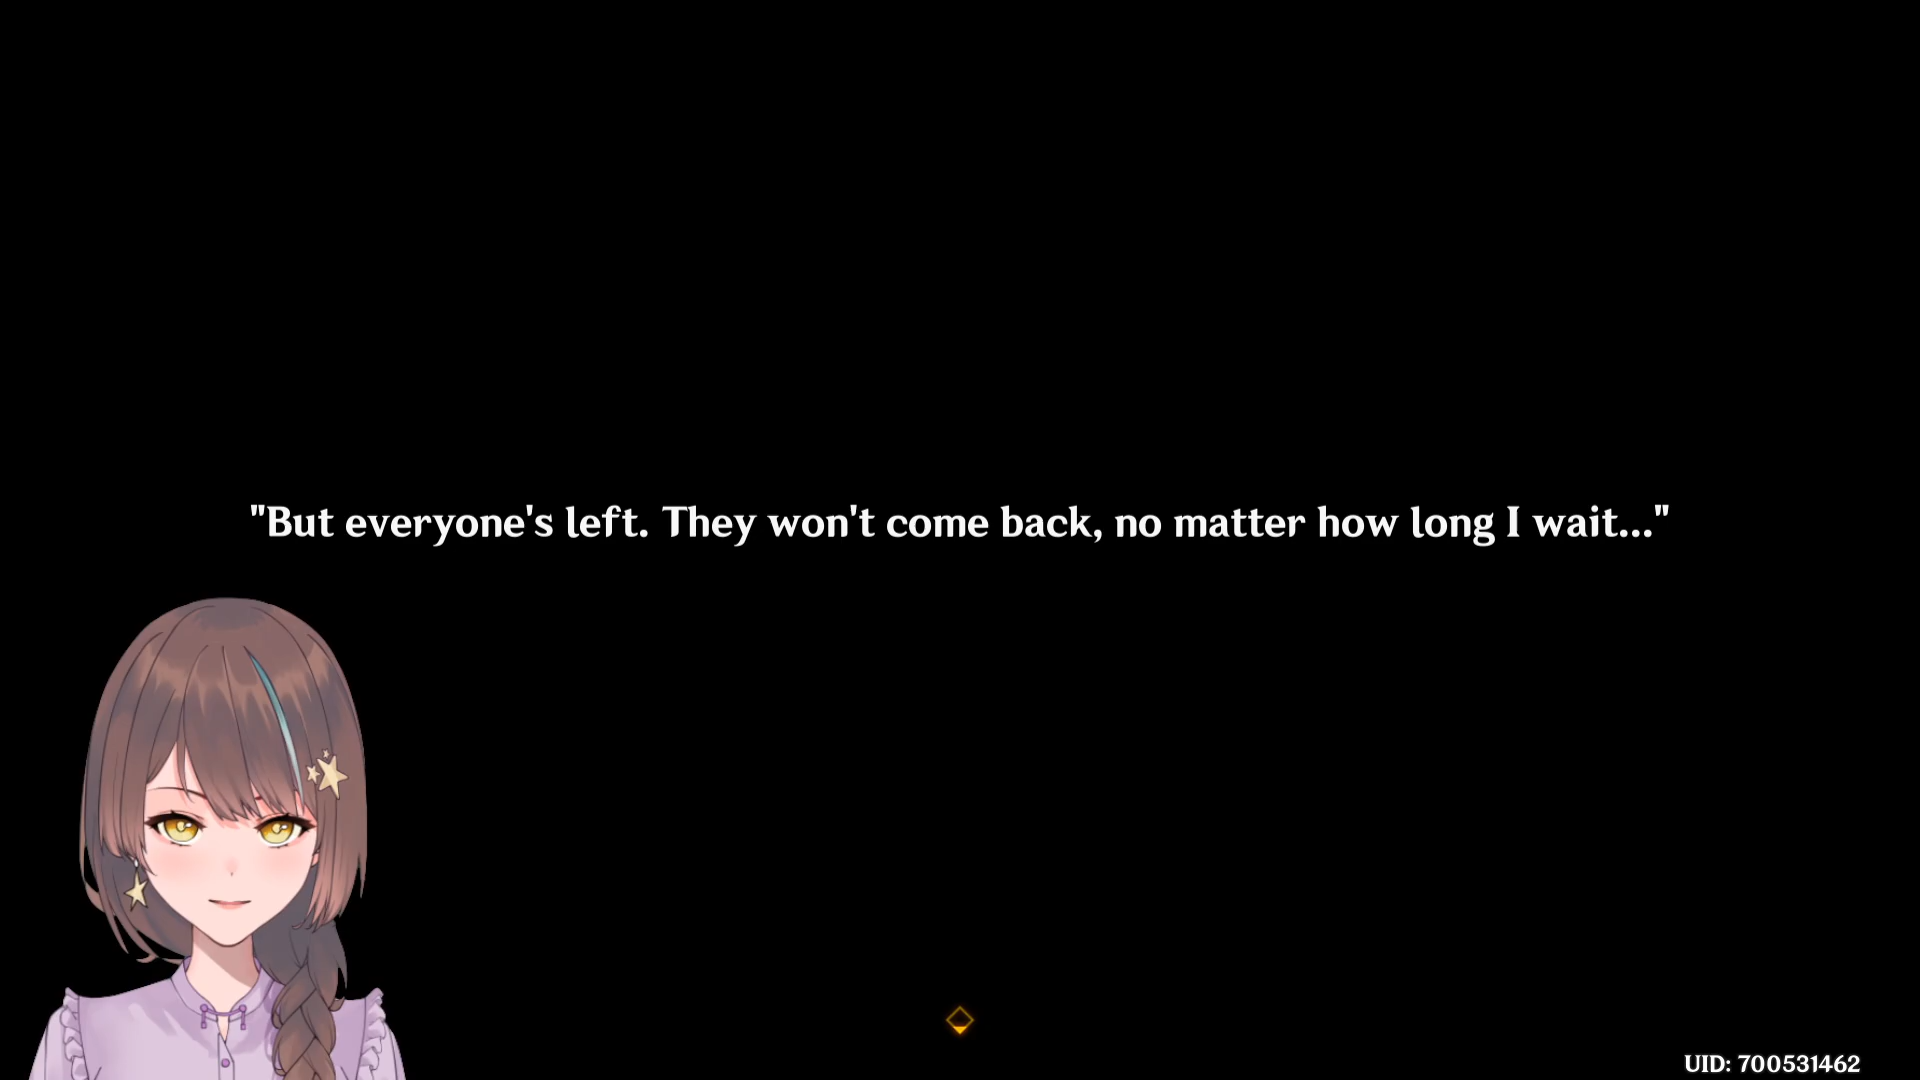 "But everyone's left. They won't come back, no matter how long I wait..."
UID: 700531462